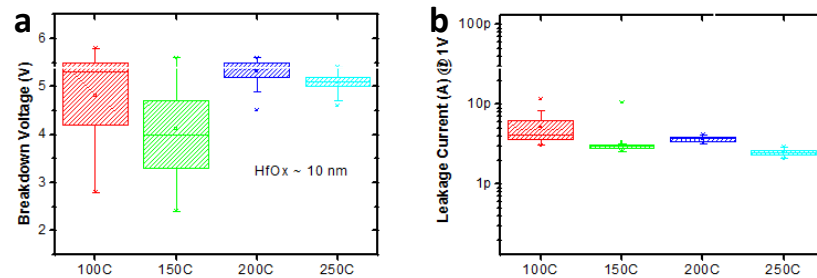 a
Breakdown Voltage (V)
6
5
4
3
2
HfOx ~ 10 nm
100C 150C 200C 250C
b
Leakage Current (A) @ 1V
100p
10p
1p
100C 150C 200C 250C